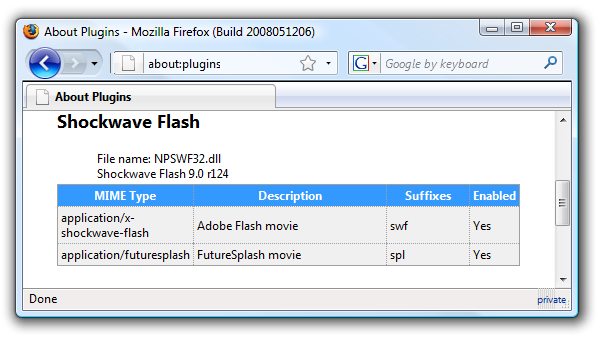 About Plugins - Mozilla Firefox (Build 2008051206)
about:plugins
G
Google by keyboard
About Plugins
Shockwave Flash
File name: NPSWF32.dll
Shockwave Flash 9.0 r124
MIME Type Description Suffixes Enabled
application/x-
shockwave-flash Adobe Flash movie swf Yes
application/futuresplash FutureSplash movie spl Yes
Done
private